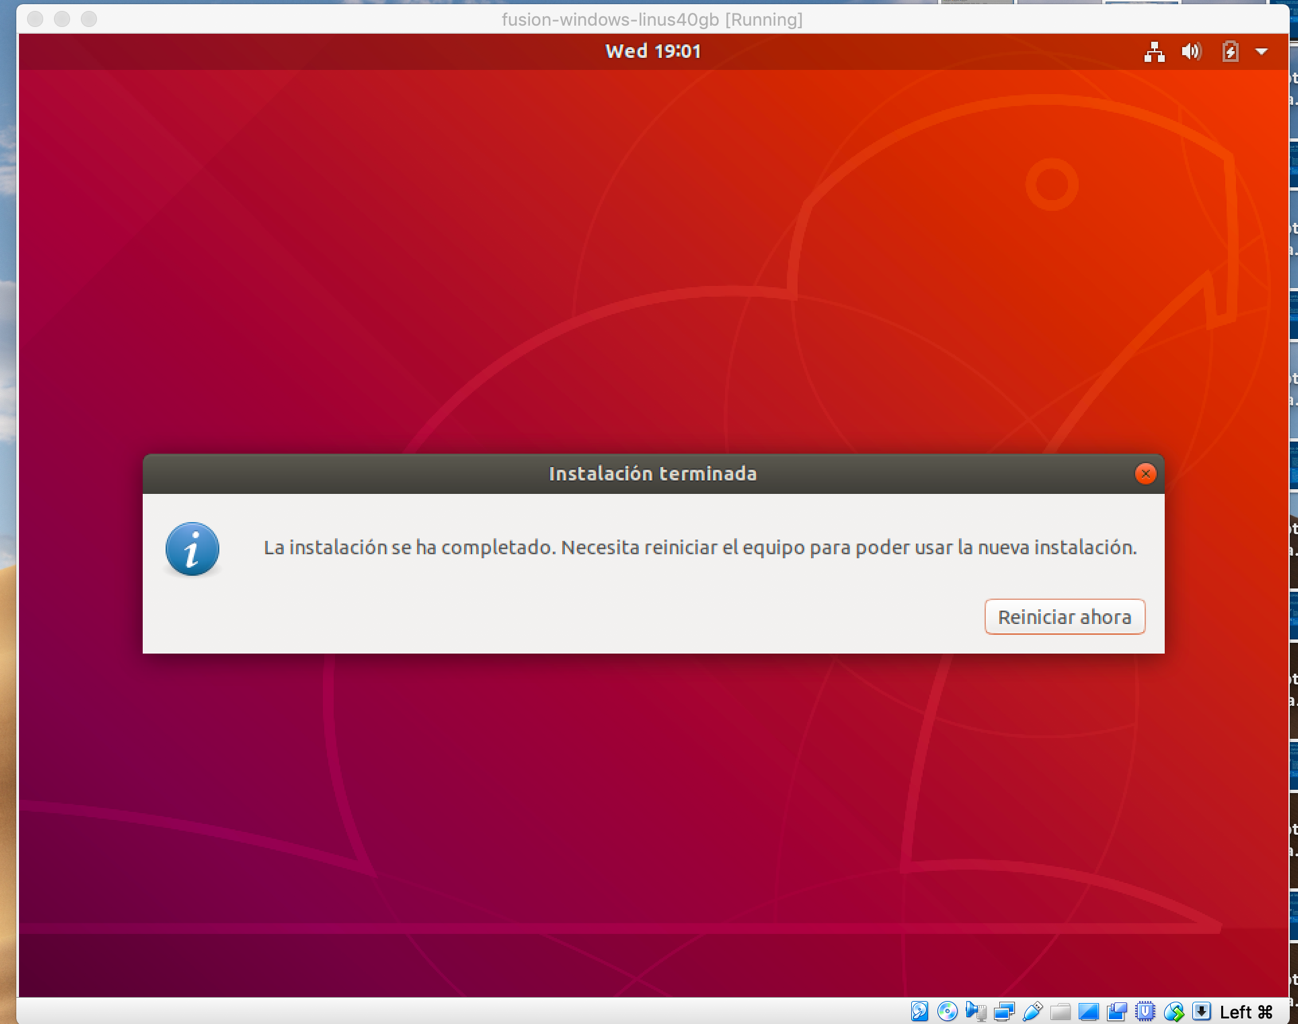 fusion-windows-linus40gb [Running]
Wed 19:01
Instalación terminada
La instalación se ha completado. Necesita reiniciar el equipo para poder usar la nueva instalación.
Reiniciar ahora
Left ⌘